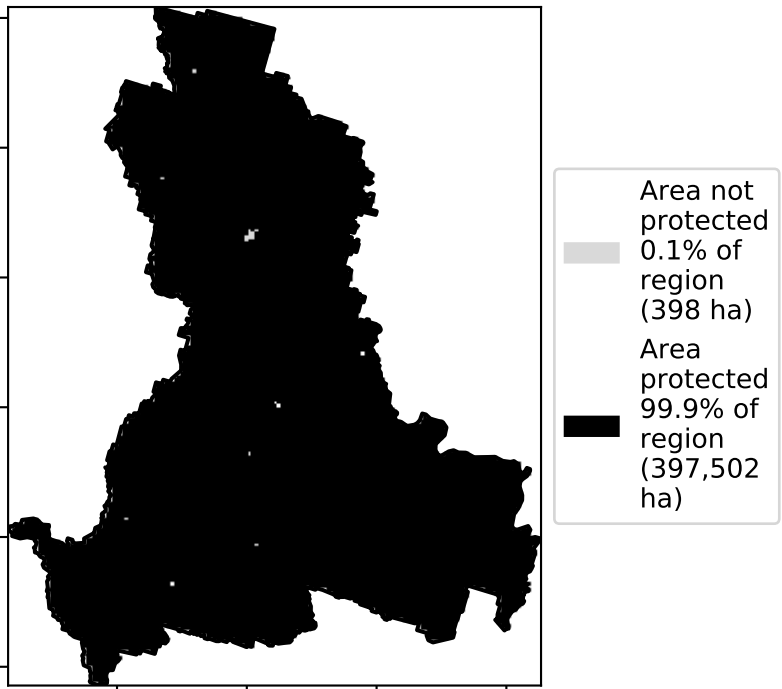 Area not
protected
0.1% of
region
(398 ha)
Area
protected
99.9% of
region
(397,502
ha)